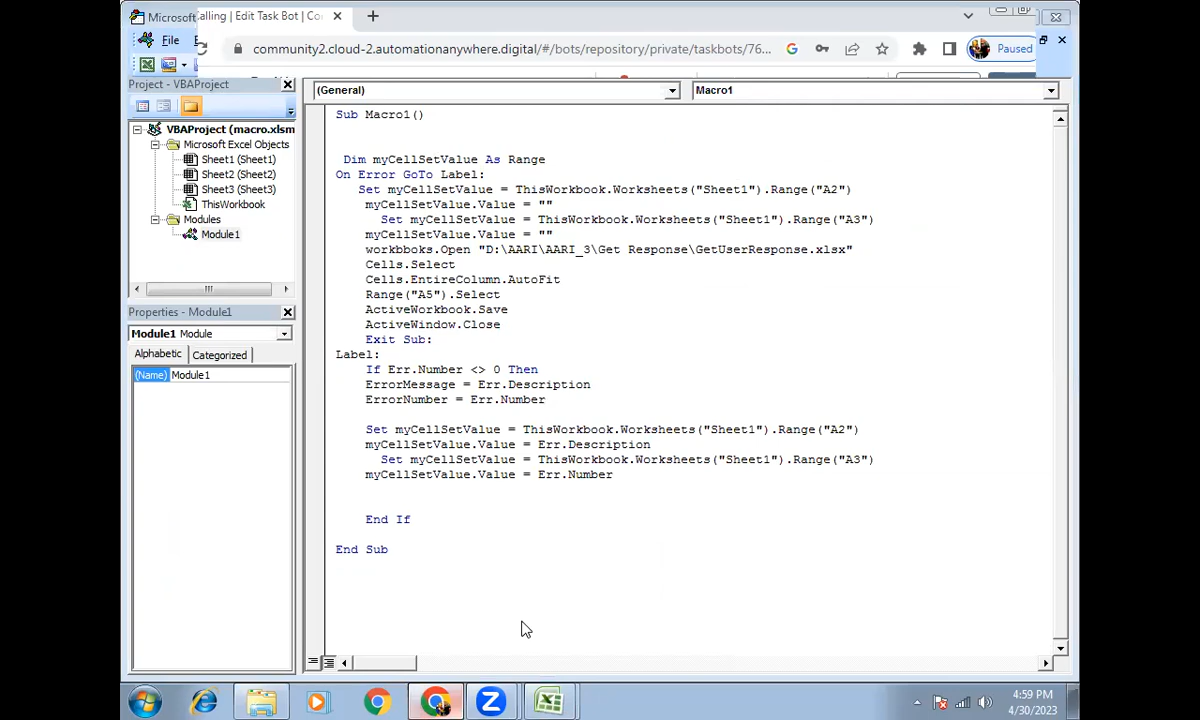 Microsoft
alling | Edit Task Bot | Co
File
community2.cloud-2.automationanywhere.digital/#/bots/repository/private/taskbots/76...
Paused
Project - VBAProject
(General)
Macro1
VBAProject (macro.xlsm
Microsoft Excel Objects
Sheet1 (Sheet1)
Sheet2 (Sheet2)
Sheet3 (Sheet3)
ThisWorkbook
Modules
Module1
Properties - Module1
Module1 Module
Alphabetic
Categorized
(Name)
Module1
Sub Macro1()
Dim myCellSetValue As Range
On Error GoTo Label:
Set myCellSetValue = ThisWorkbook.Worksheets("Sheet1").Range("A2")
myCellSetValue.Value = ""
Set myCellSetValue = ThisWorkbook.Worksheets("Sheet1").Range("A3")
myCellSetValue.Value = ""
workbboks.Open "D:\AARI\AARI_3\Get Response\GetUserResponse.xlsx"
Cells.Select
Cells.EntireColumn.AutoFit
Range("A5").Select
ActiveWorkbook.Save
ActiveWindow.Close
Exit Sub:
Label:
If Err.Number <> 0 Then
ErrorMessage = Err.Description
ErrorNumber = Err.Number
Set myCellSetValue = ThisWorkbook.Worksheets("Sheet1").Range("A2")
myCellSetValue.Value = Err.Description
Set myCellSetValue = ThisWorkbook.Worksheets("Sheet1").Range("A3")
myCellSetValue.Value = Err.Number
End If
End Sub
4:59 PM
4/30/2023